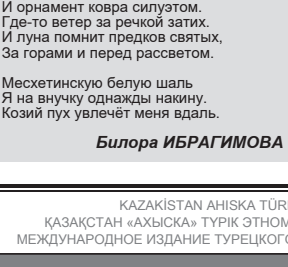 И орнамент ковра силуэтом.
Где-то ветер за речкой затих.
И луна помнит предков святых,
За горами и перед рассветом.
Месхетинскую белую шаль
Я на внучку однажды накину.
Козий пух увлечёт меня вдаль.
Билора ИБРАГИМОВА
KAZAKİSTAN AHISKA TÜR
ҚАЗАҚСТАН «АХЫСКА» ТҮРІК ЭТНОМ
МЕЖДУНАРОДНОЕ ИЗДАНИЕ ТУРЕЦКОГО